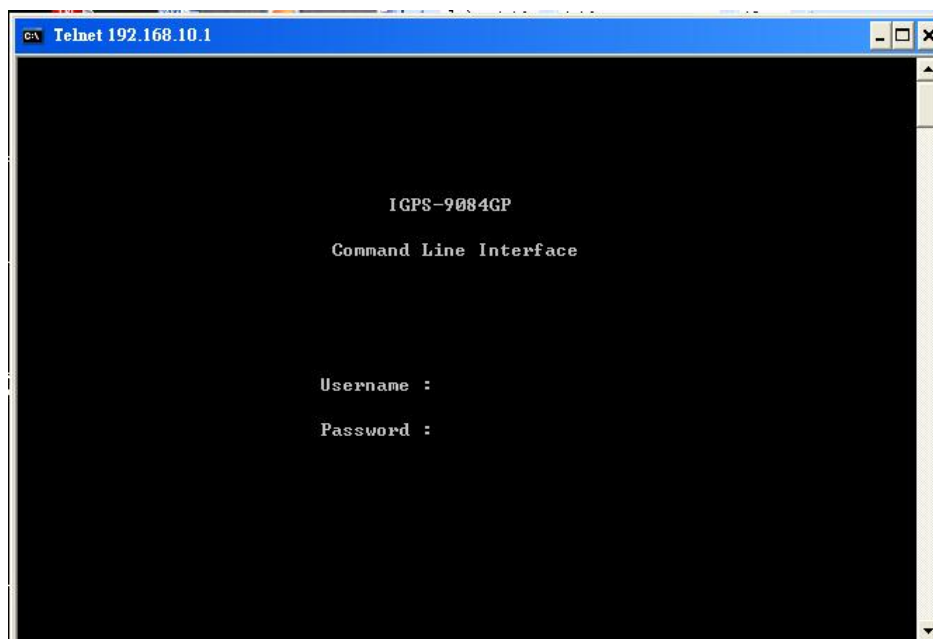 Telnet 192.168.10.1
IGPS-9084GP
Command Line Interface
Username :
Password :